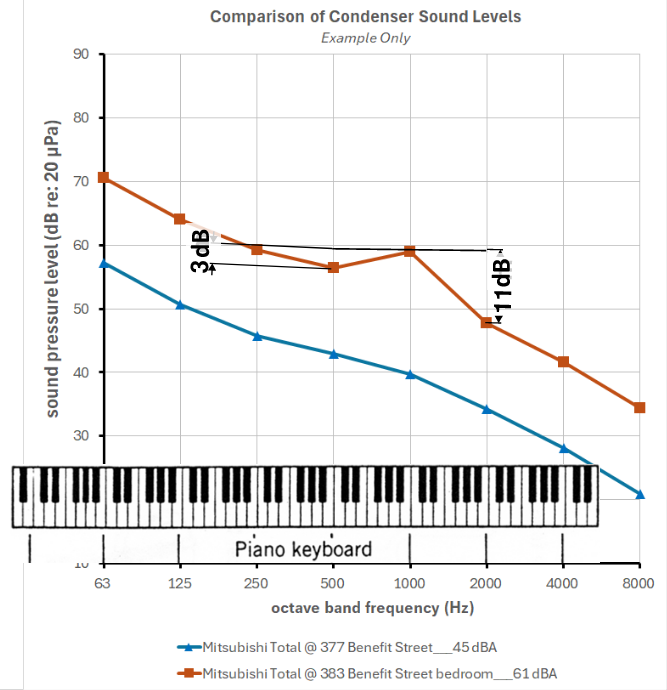 Comparison of Condenser Sound Levels
Example Only
sound pressure level (dB re: 20 µPa)
90
80
70
60
50
40
30
10
3dB
11dB
Piano keyboard
63 125 250 500 1000 2000 4000 8000
octave band frequency (Hz)
Mitsubishi Total @ 377 Benefit Street___45 dBA
Mitsubishi Total @ 383 Benefit Street bedroom___61 dBA